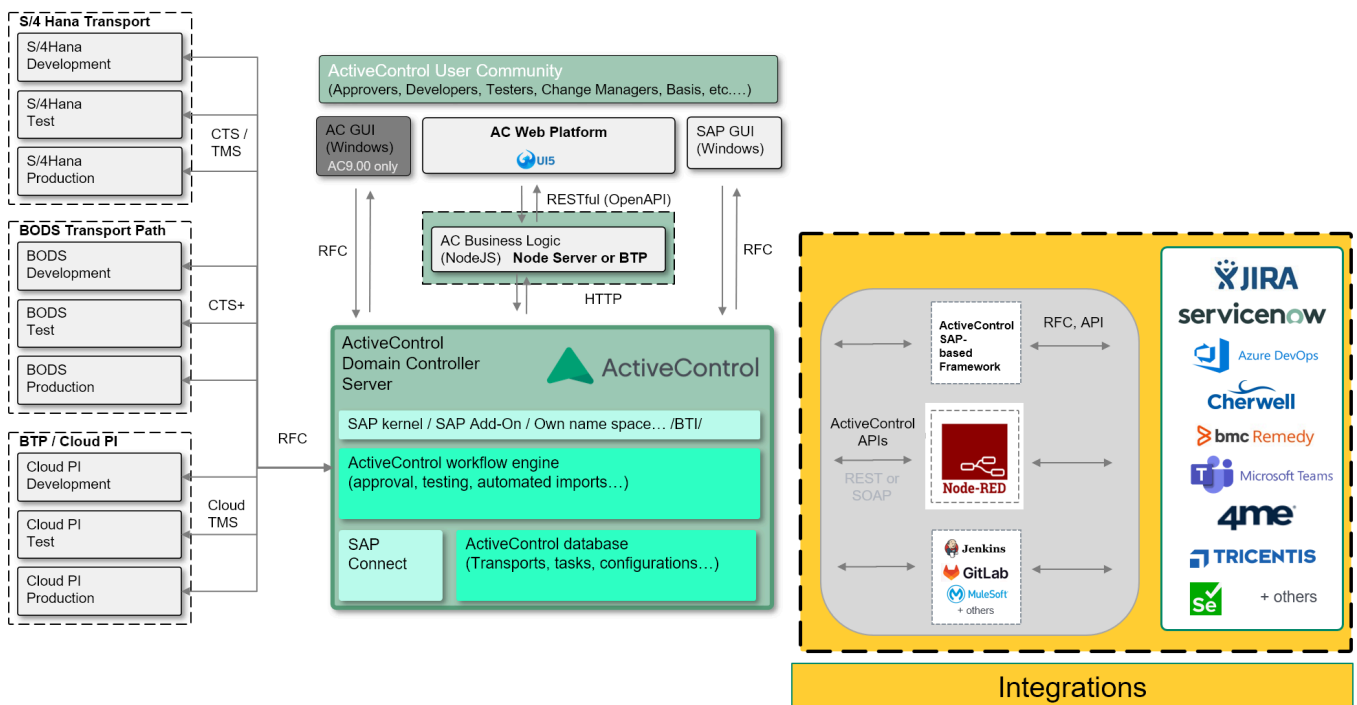 S/4 Hana Transport
S/4Hana
Development
S/4Hana
Test
S/4Hana
Production
CTS /
TMS
BODS Transport Path
BODS
Development
BODS
Test
BODS
Production
CTS+
BTP / Cloud PI
Cloud PI
Development
Cloud PI
Test
Cloud PI
Production
Cloud
TMS
RFC
ActiveControl User Community
(Approvers, Developers, Testers, Change Managers, Basis, etc.…)
AC GUI
(Windows)
AC9.00 only
AC Web Platform
UI5
SAP GUI
(Windows)
RFC
RESTful (OpenAPI)
AC Business Logic
(NodeJS) Node Server or BTP
HTTP
RFC
ActiveControl
Domain Controller
Server
ActiveControl
SAP kernel / SAP Add-On / Own name space… /BTI/
ActiveControl workflow engine
(approval, testing, automated imports…)
SAP
Connect
ActiveControl database
(Transports, tasks, configurations…)
ActiveControl
SAP-
based
Framework
RFC, API
ActiveControl
APIs
REST or
SOAP
Node-RED
Jenkins
GitLab
MuleSoft
+ others
JIRA
servicenow
Azure DevOps
Cherwell
bmc Remedy
T Microsoft Teams
4me
TRICENTIS
Se + others
Integrations